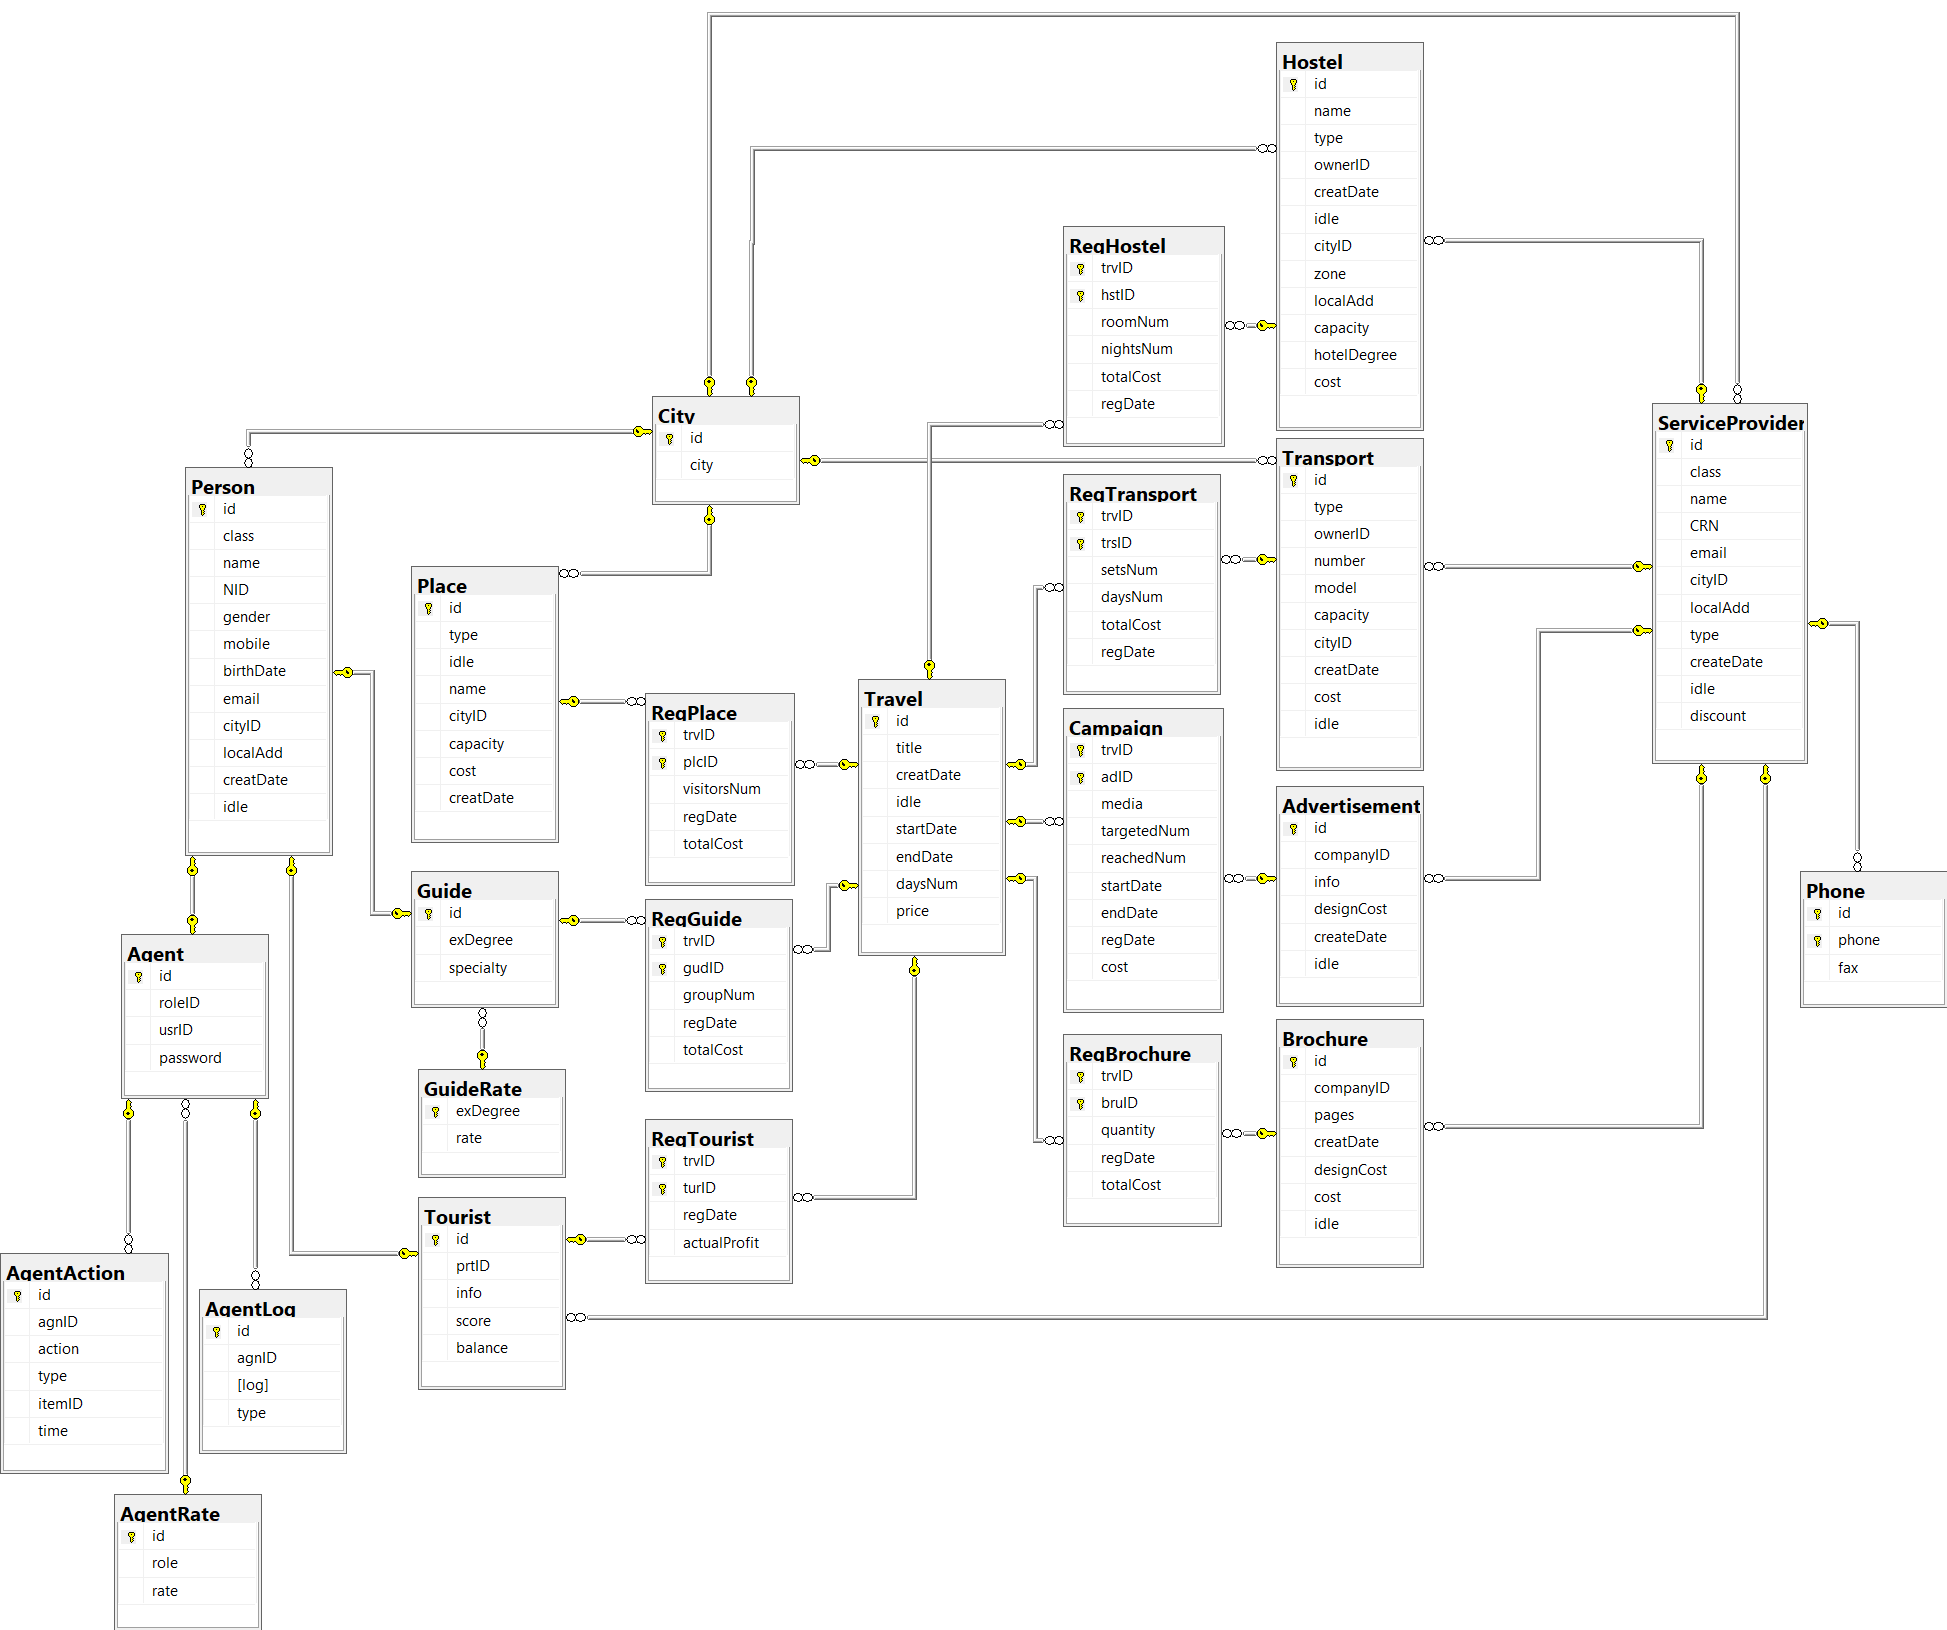 Hostel
id
name
type
ownerID
creatDate
idle
cityID
zone
localAdd
capacity
hotelDegree
cost
ReqHostel
trvID
hstID
roomNum
nightsNum
totalCost
regDate
City
id
city
ServiceProvider
id
class
name
CRN
email
cityID
localAdd
type
createDate
idle
discount
Transport
id
type
ownerID
number
model
capacity
cityID
creatDate
cost
idle
Person
id
class
name
NID
gender
mobile
birthDate
email
cityID
localAdd
creatDate
idle
ReqTransport
trvID
trsID
setsNum
daysNum
totalCost
regDate
Place
id
type
idle
name
cityID
capacity
cost
creatDate
Travel
id
title
creatDate
idle
startDate
endDate
daysNum
price
ReqPlace
trvID
plcID
visitorsNum
regDate
totalCost
Campaign
trvID
adID
media
targetedNum
reachedNum
startDate
endDate
regDate
cost
Advertisement
id
companyID
info
designCost
createDate
idle
Phone
id
phone
fax
Guide
id
exDegree
specialty
ReqGuide
trvID
gudID
groupNum
regDate
totalCost
Agent
id
roleID
usrID
password
Brochure
id
companyID
pages
creatDate
designCost
cost
idle
ReqBrochure
trvID
bruID
quantity
regDate
totalCost
GuideRate
exDegree
rate
ReqTourist
trvID
turID
regDate
actualProfit
Tourist
id
prtID
info
score
balance
AgentAction
id
agnID
action
type
itemID
time
AgentLog
id
agnID
[log]
type
AgentRate
id
role
rate